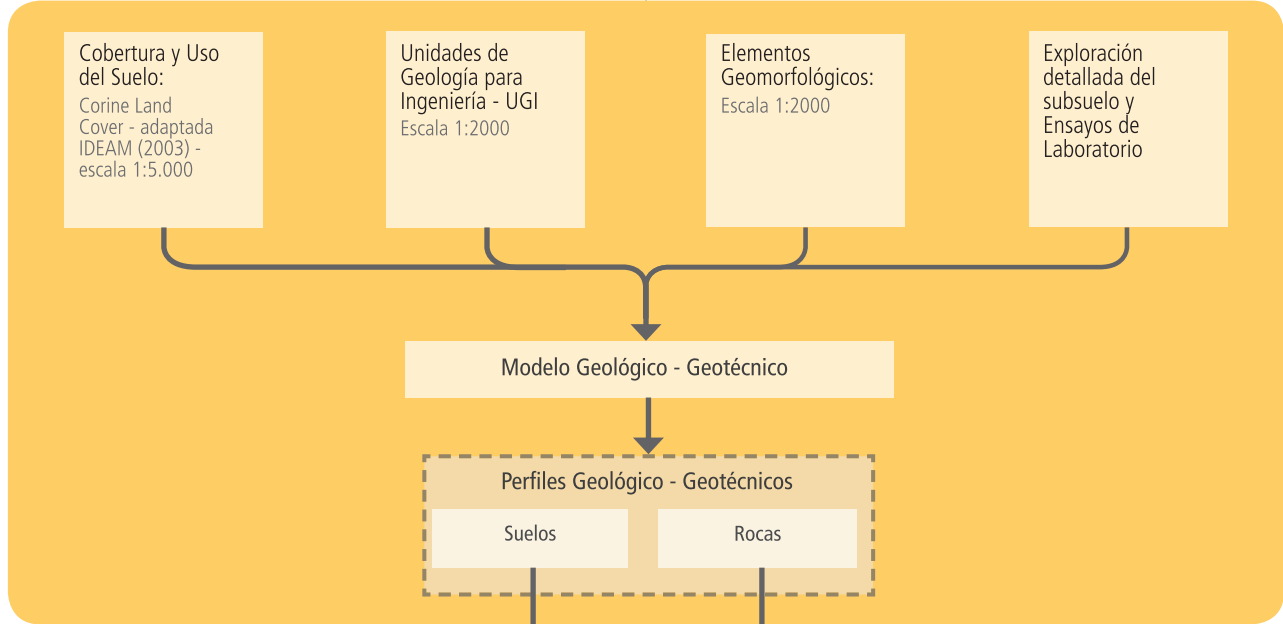 Cobertura y Uso
del Suelo:
Corine Land
Cover - adaptada
IDEAM (2003) -
escala 1:5.000
Unidades de
Geología para
Ingeniería - UGI
Escala 1:2000
Elementos
Geomorfológicos:
Escala 1:2000
Exploración
detallada del
subsuelo y
Ensayos de
Laboratorio
Modelo Geológico - Geotécnico
Perfiles Geológico - Geotécnicos
Suelos
Rocas